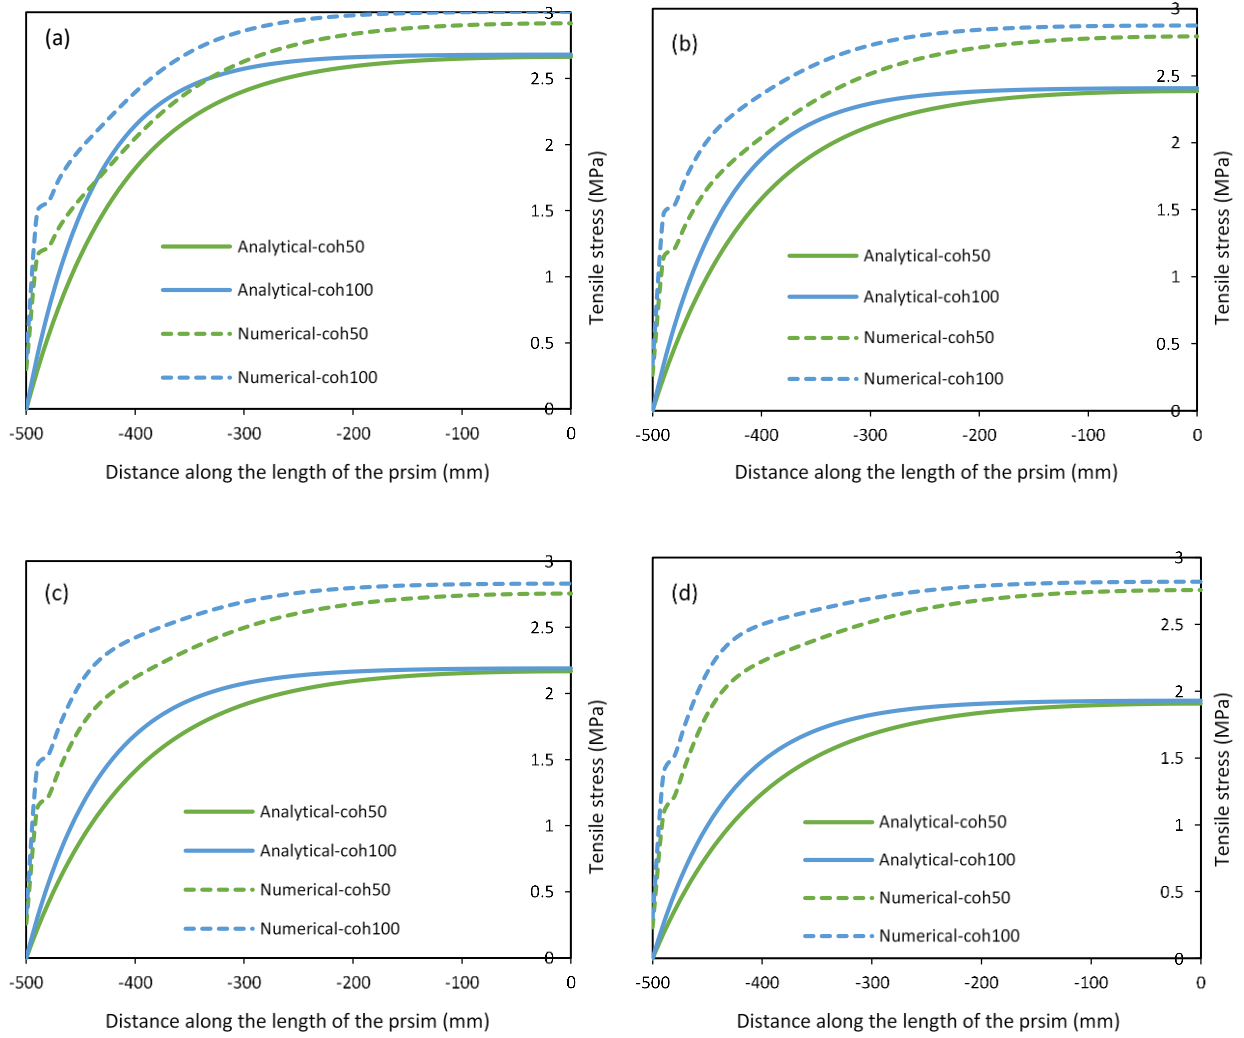 (a)
3
2.5
2
1.5
1
0.5
0
Tensile stress (MPa)
Analytical-coh50
Analytical-coh100
Numerical-coh50
Numerical-coh100
-500 -400 -300 -200 -100 0
Distance along the length of the prsim (mm)
(b)
3
2.5
2
1.5
1
0.5
0
Tensile stress (MPa)
Analytical-coh50
Analytical-coh100
Numerical-coh50
Numerical-coh100
-500 -400 -300 -200 -100 0
Distance along the length of the prsim (mm)
(c)
3
2.5
2
1.5
1
0.5
0
Tensile stress (MPa)
Analytical-coh50
Analytical-coh100
Numerical-coh50
Numerical-coh100
-500 -400 -300 -200 -100 0
Distance along the length of the prsim (mm)
(d)
3
2.5
2
1.5
1
0.5
0
Tensile stress (MPa)
Analytical-coh50
Analytical-coh100
Numerical-coh50
Numerical-coh100
-500 -400 -300 -200 -100 0
Distance along the length of the prsim (mm)